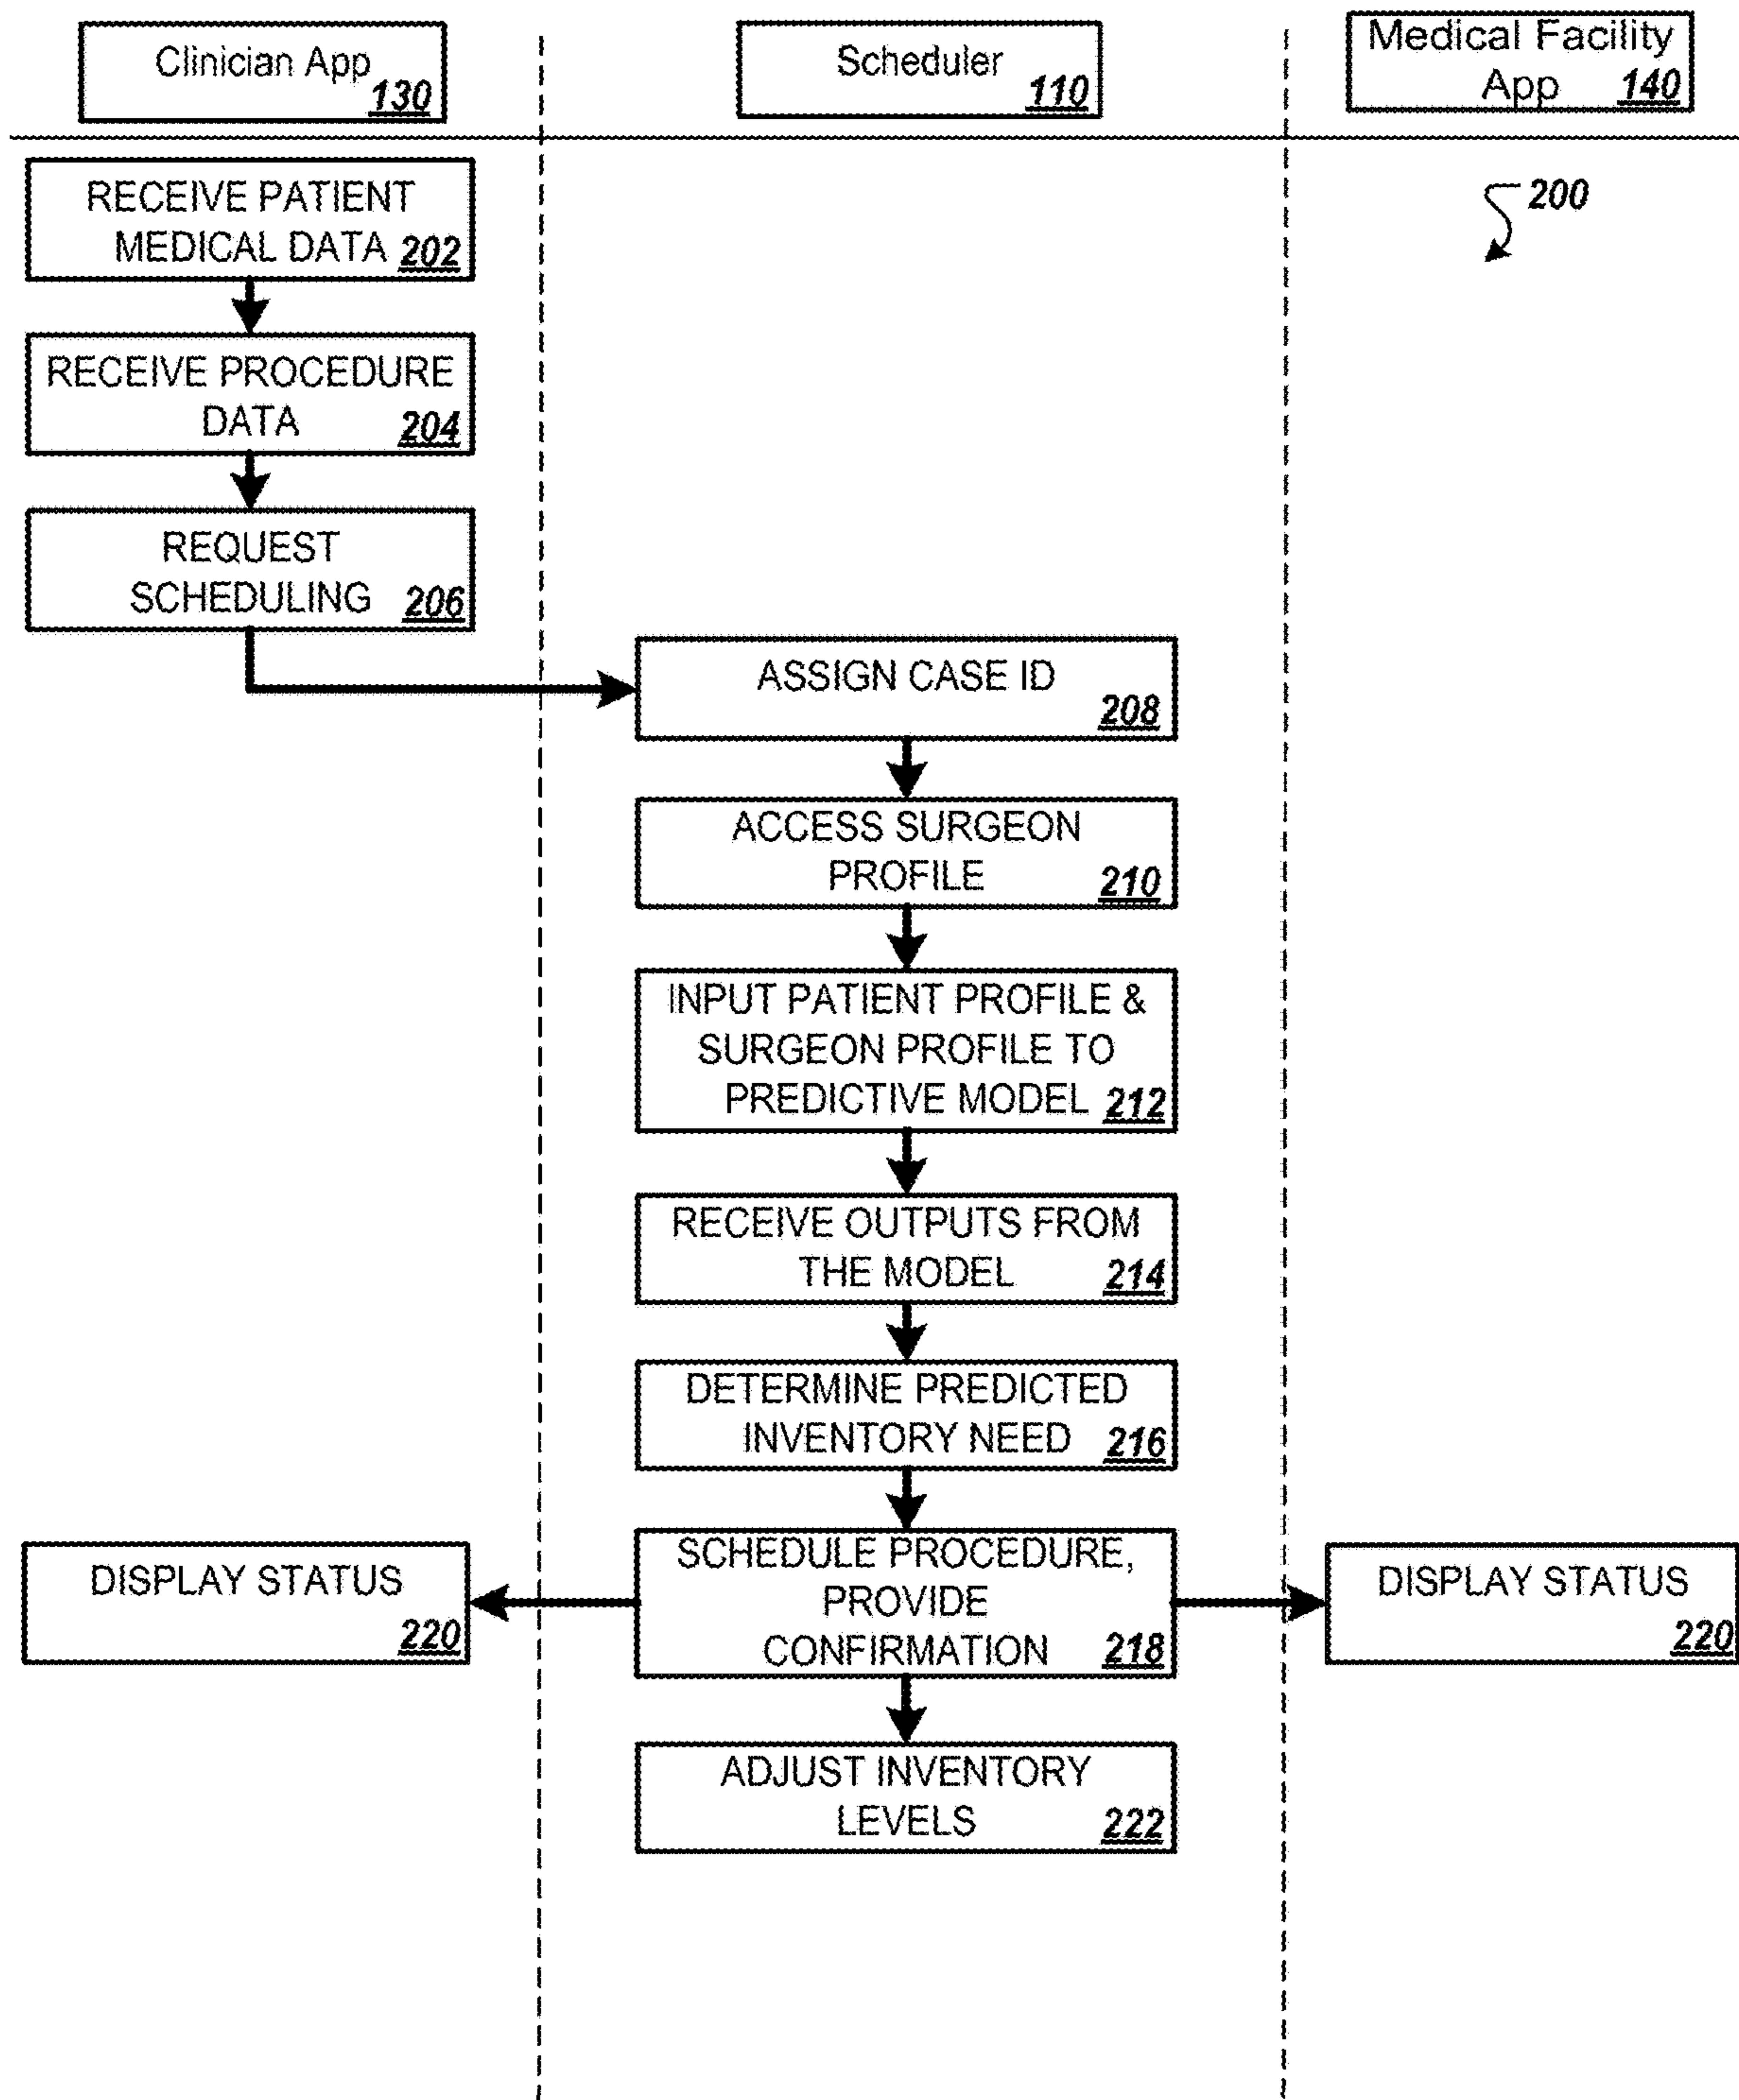 Clinician App
130
Scheduler
110
Medical Facility
App 140
200
RECEIVE PATIENT
MEDICAL DATA 202
RECEIVE PROCEDURE
DATA 204
REQUEST
SCHEDULING 206
ASSIGN CASE ID
208
ACCESS SURGEON
PROFILE 210
INPUT PATIENT PROFILE &
SURGEON PROFILE TO
PREDICTIVE MODEL 212
RECEIVE OUTPUTS FROM
THE MODEL 214
DETERMINE PREDICTED
INVENTORY NEED 216
DISPLAY STATUS
220
SCHEDULE PROCEDURE,
PROVIDE
CONFIRMATION 218
DISPLAY STATUS
220
ADJUST INVENTORY
LEVELS 222